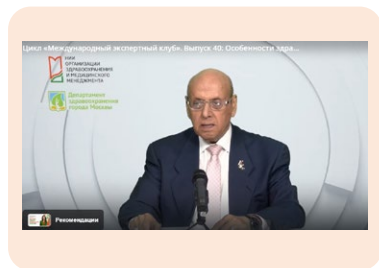 Цикл «Международный экспертный клуб». Выпуск 40: Особенности здра...
НИИ
ОРГАНИЗАЦИИ
ЗДРАВООХРАНЕНИЯ
И МЕДИЦИНСКОГО
МЕНЕДЖМЕНТА
Департамент
здравоохранения
города Москвы
Рекомендации